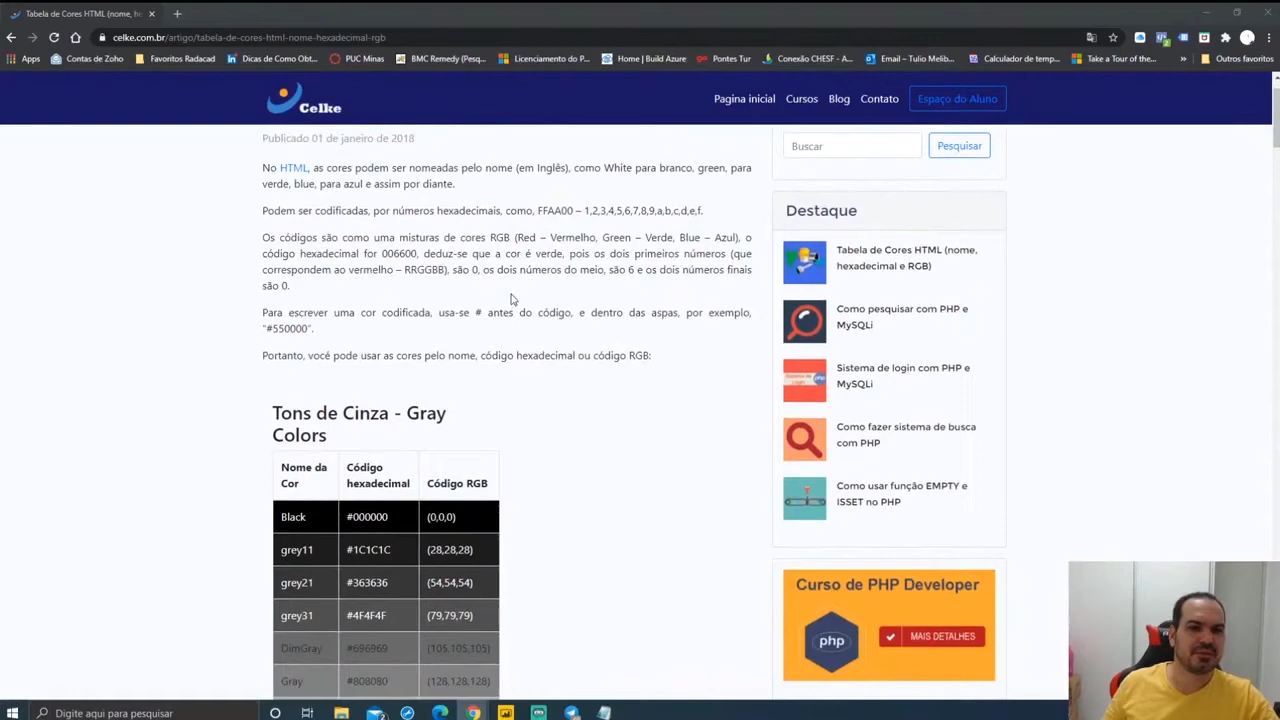 Tabela de Cores HTML (nome, he
celke.com.br/artigo/tabela-de-cores-html-nome-hexadecimal-rgb
Apps
Contas de Zoho
Favoritos Radacad
Dicas de Como Obt...
PUC Minas
BMC Remedy (Pesq...
Licenciamento do P...
Home | Build Azure
Pontes Tur
Conexão CHESF - A...
Email – Tulio Melib...
Calculador de temp...
Take a Tour of the...
»
Outros favoritos
Celke
Pagina inicial
Cursos
Blog
Contato
Espaço do Aluno
Publicado 01 de janeiro de 2018
No HTML, as cores podem ser nomeadas pelo nome (em Inglês), como White para branco, green, para
verde, blue, para azul e assim por diante.
Podem ser codificadas, por números hexadecimais, como, FFAA00 – 1,2,3,4,5,6,7,8,9,a,b,c,d,e,f.
Os códigos são como uma misturas de cores RGB (Red – Vermelho, Green – Verde, Blue – Azul), o
código hexadecimal for 006600, deduz-se que a cor é verde, pois os dois primeiros números (que
correspondem ao vermelho – RRGGBB), são 0, os dois números do meio, são 6 e os dois números finais
são 0.
Para escrever uma cor codificada, usa-se # antes do código, e dentro das aspas, por exemplo,
“#550000”.
Portanto, você pode usar as cores pelo nome, código hexadecimal ou código RGB:
Tons de Cinza - Gray
Colors
Nome da
Cor
Código
hexadecimal
Código RGB
Black #000000 (0,0,0)
grey11 #1C1C1C (28,28,28)
grey21 #363636 (54,54,54)
grey31 #4F4F4F (79,79,79)
DimGray #696969 (105,105,105)
Gray #808080 (128,128,128)
Buscar
Pesquisar
Destaque
Tabela de Cores HTML (nome,
hexadecimal e RGB)
Como pesquisar com PHP e
MySQLi
Sistema de login com PHP e
MySQLi
Como fazer sistema de busca
com PHP
Como usar função EMPTY e
ISSET no PHP
Curso de PHP Developer
php
MAIS DETALHES
Digite aqui para pesquisar